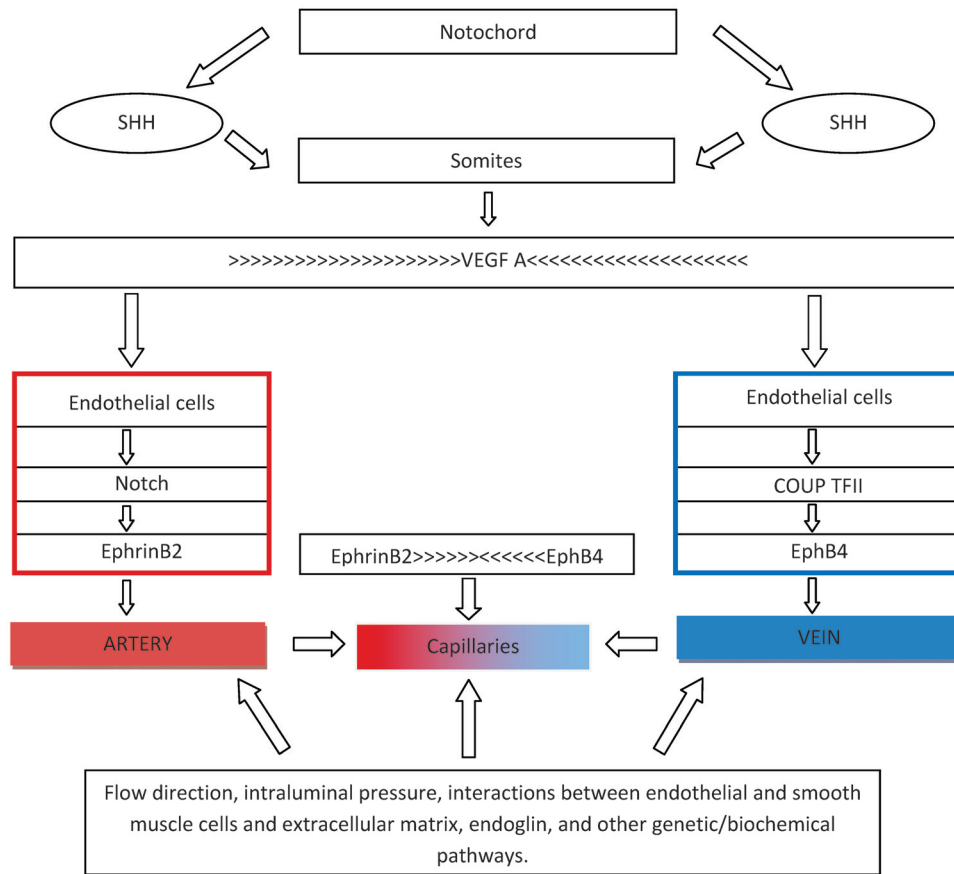 Notochord
SHH
SHH
Somites
>>>>>>>>>>>>>>>>>>>>>VEGF A<<<<<<<<<<<<<<<<<<<<
Endothelial cells
Endothelial cells
Notch
COUP TFII
EphrinB2
EphrinB2>>>>>><<<<<<EphB4
EphB4
ARTERY
Capillaries
VEIN
Flow direction, intraluminal pressure, interactions between endothelial and smooth
muscle cells and extracellular matrix, endoglin, and other genetic/biochemical
pathways.